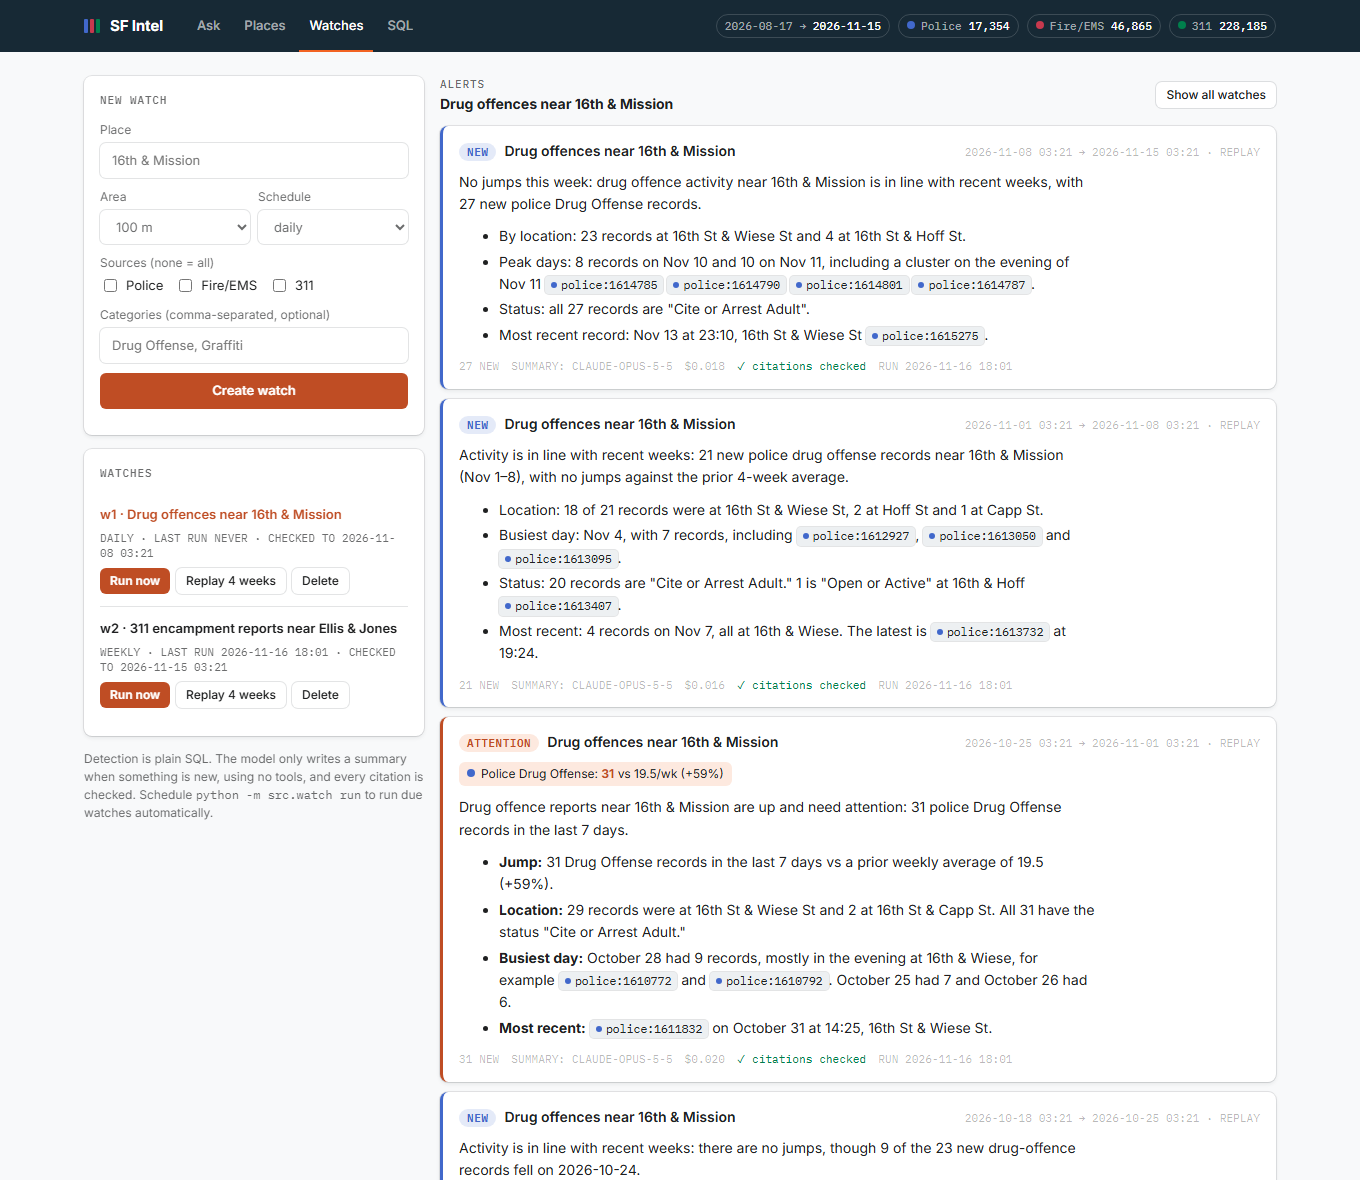 SF Intel
Ask
Places
Watches
SQL
2026-08-17 → 2026-11-15
Police 17,354
Fire/EMS 46,865
311 228,185
NEW WATCH
Place
16th & Mission
Area
Schedule
100 m
daily
Sources (none = all)
Police
Fire/EMS
311
Categories (comma-separated, optional)
Drug Offense, Graffiti
Create watch
WATCHES
w1 · Drug offences near 16th & Mission
DAILY · LAST RUN NEVER · CHECKED TO 2026-11-
08 03:21
Run now
Replay 4 weeks
Delete
w2 · 311 encampment reports near Ellis & Jones
WEEKLY · LAST RUN 2026-11-16 18:01 · CHECKED
TO 2026-11-15 03:21
Run now
Replay 4 weeks
Delete
Detection is plain SQL. The model only writes a summary
when something is new, using no tools, and every citation is
checked. Schedule python -m src.watch run to run due
watches automatically.
ALERTS
Drug offences near 16th & Mission
Show all watches
NEW Drug offences near 16th & Mission 2026-11-08 03:21 → 2026-11-15 03:21 · REPLAY
No jumps this week: drug offence activity near 16th & Mission is in line with recent weeks, with
27 new police Drug Offense records.
• By location: 23 records at 16th St & Wiese St and 4 at 16th St & Hoff St.
• Peak days: 8 records on Nov 10 and 10 on Nov 11, including a cluster on the evening of
Nov 11 police:1614785 police:1614790 police:1614801 police:1614787.
• Status: all 27 records are "Cite or Arrest Adult".
• Most recent record: Nov 13 at 23:10, 16th St & Wiese St police:1615275.
27 NEW SUMMARY: CLAUDE-OPUS-5-5 $0.018 ✓ citations checked RUN 2026-11-16 18:01
NEW Drug offences near 16th & Mission 2026-11-01 03:21 → 2026-11-08 03:21 · REPLAY
Activity is in line with recent weeks: 21 new police drug offense records near 16th & Mission
(Nov 1–8), with no jumps against the prior 4-week average.
• Location: 18 of 21 records were at 16th St & Wiese St, 2 at Hoff St and 1 at Capp St.
• Busiest day: Nov 4, with 7 records, including police:1612927, police:1613050 and
police:1613095.
• Status: 20 records are "Cite or Arrest Adult." 1 is "Open or Active" at 16th & Hoff
police:1613407.
• Most recent: 4 records on Nov 7, all at 16th & Wiese. The latest is police:1613732 at
19:24.
21 NEW SUMMARY: CLAUDE-OPUS-5-5 $0.016 ✓ citations checked RUN 2026-11-16 18:01
ATTENTION Drug offences near 16th & Mission 2026-10-25 03:21 → 2026-11-01 03:21 · REPLAY
Police Drug Offense: 31 vs 19.5/wk (+59%)
Drug offence reports near 16th & Mission are up and need attention: 31 police Drug Offense
records in the last 7 days.
• Jump: 31 Drug Offense records in the last 7 days vs a prior weekly average of 19.5
(+59%).
• Location: 29 records were at 16th St & Wiese St and 2 at 16th St & Capp St. All 31 have the
status "Cite or Arrest Adult."
• Busiest day: October 28 had 9 records, mostly in the evening at 16th & Wiese, for
example police:1610772 and police:1610792. October 25 had 7 and October 26 had
6.
• Most recent: police:1611832 on October 31 at 14:25, 16th St & Wiese St.
31 NEW SUMMARY: CLAUDE-OPUS-5-5 $0.020 ✓ citations checked RUN 2026-11-16 18:01
NEW Drug offences near 16th & Mission 2026-10-18 03:21 → 2026-10-25 03:21 · REPLAY
Activity is in line with recent weeks: there are no jumps, though 9 of the 23 new drug-offence
records fell on 2026-10-24.